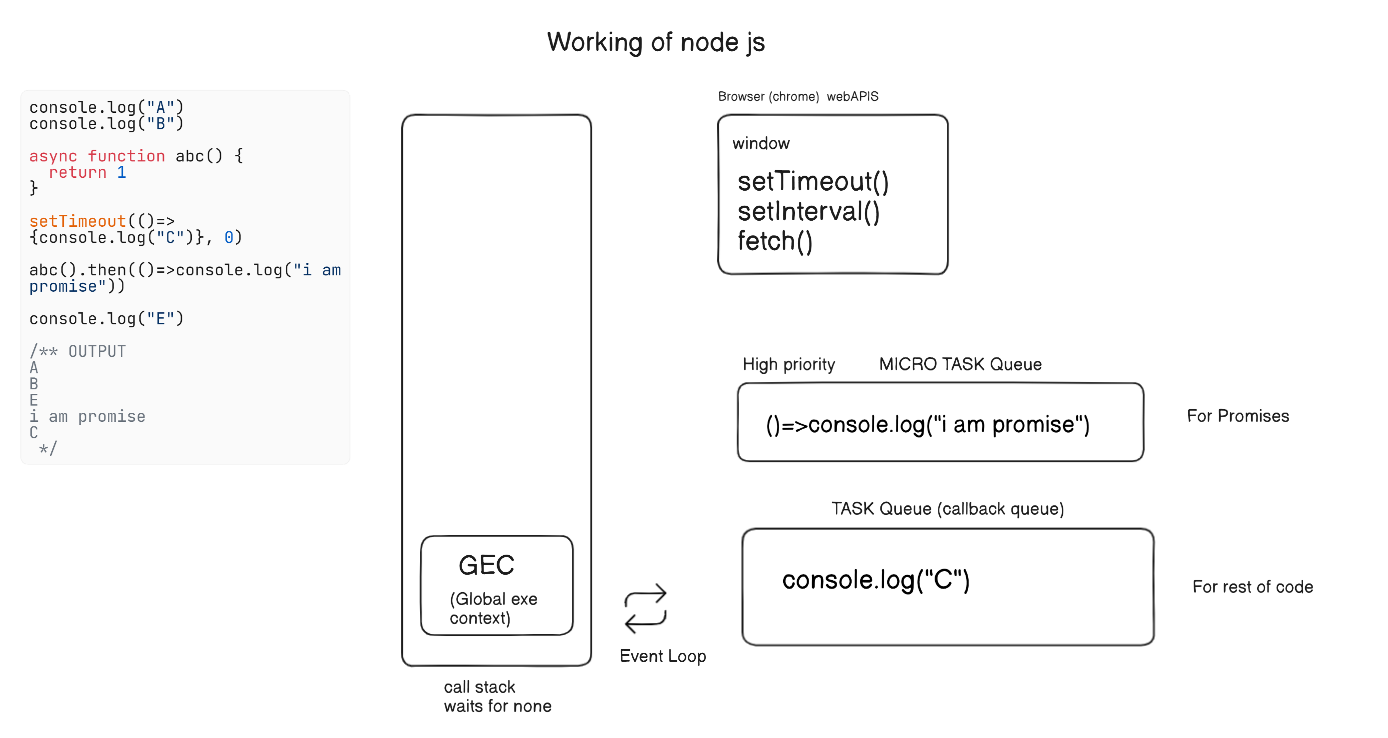 Working of node js
console.log("A")
console.log("B")
async function abc() {
  return 1
}
setTimeout(()=>
{console.log("C")}, 0)
abc().then(()=>console.log("i am
promise"))
console.log("E")
/** OUTPUT
A
B
E
i am promise
C
 */
GEC
(Global exe
context)
call stack
waits for none
Event Loop
Browser (chrome) webAPIS
window
setTimeout()
setInterval()
fetch()
High priority
MICRO TASK Queue
()=>console.log("i am promise")
For Promises
TASK Queue (callback queue)
console.log("C")
For rest of code